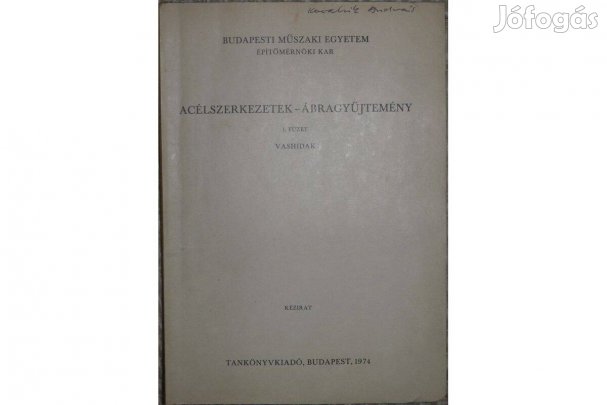 Jófogás
BUDAPESTI MŰSZAKI EGYETEM
ÉPÍTŐMÉRNÖKI KAR
ACÉLSZERKEZETEK–ÁBRAGYŰJTEMÉNY
I. FÜZET
VASHIDAK
KÉZIRAT
TANKÖNYVKIADÓ, BUDAPEST, 1974